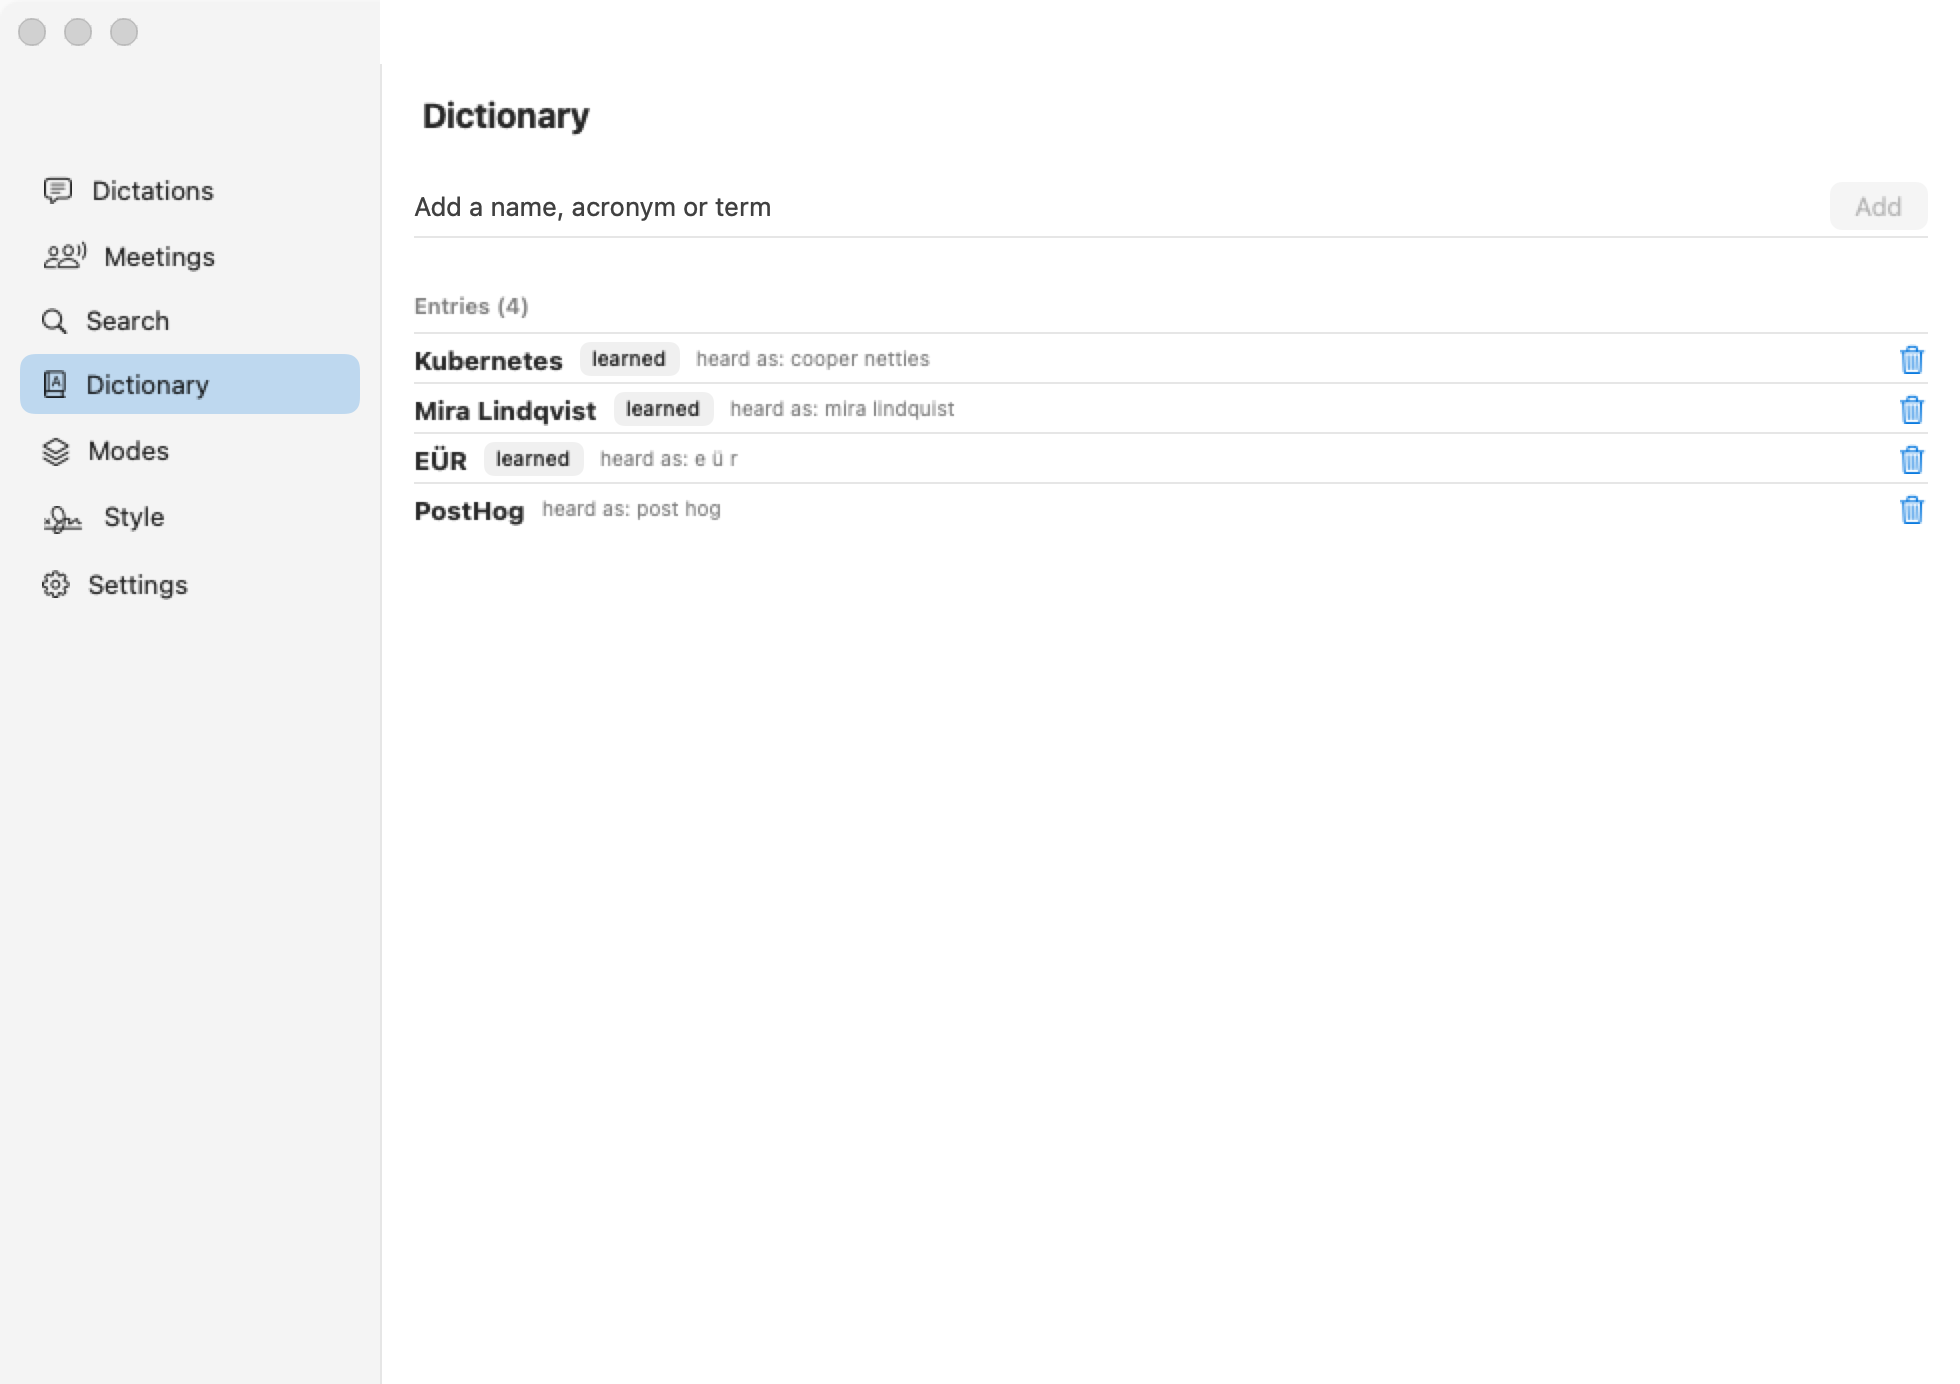 Dictations
Meetings
Search
Dictionary
Modes
Style
Settings
Dictionary
Add a name, acronym or term
Add
Entries (4)
Kubernetes learned heard as: cooper netties
Mira Lindqvist learned heard as: mira lindquist
EÜR learned heard as: e ü r
PostHog heard as: post hog